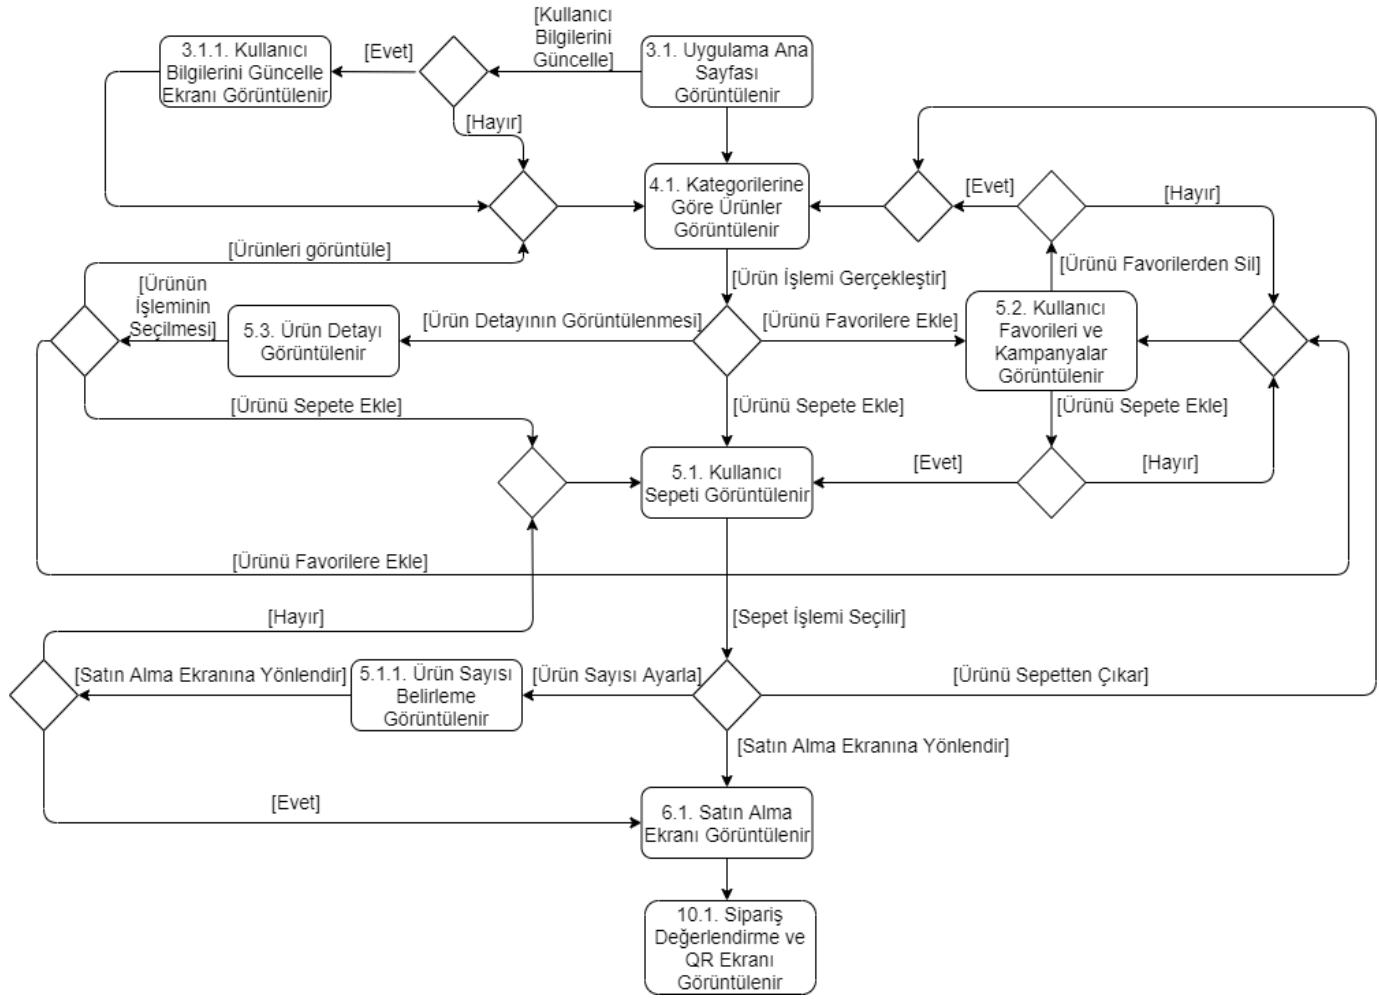 [Kullanıcı
Bilgilerini
Güncelle]
3.1.1. Kullanıcı
Bilgilerini Güncelle
Ekranı Görüntülenir
[Evet]
3.1. Uygulama Ana
Sayfası
Görüntülenir
[Hayır]
4.1. Kategorilerine
Göre Ürünler
Görüntülenir
[Evet]
[Hayır]
[Ürünleri görüntüle]
[Ürün İşlemi Gerçekleştir]
[Ürünü Favorilerden Sil]
[Ürünün
İşleminin
Seçilmesi]
5.3. Ürün Detayı
Görüntülenir
[Ürün Detayının Görüntülenmesi]
[Ürünü Favorilere Ekle]
5.2. Kullanıcı
Favorileri ve
Kampanyalar
Görüntülenir
[Ürünü Sepete Ekle]
[Ürünü Sepete Ekle]
[Ürünü Sepete Ekle]
5.1. Kullanıcı
Sepeti Görüntülenir
[Evet]
[Hayır]
[Ürünü Favorilere Ekle]
[Hayır]
[Sepet İşlemi Seçilir]
[Satın Alma Ekranına Yönlendir]
5.1.1. Ürün Sayısı
Belirleme
Görüntülenir
[Ürün Sayısı Ayarla]
[Ürünü Sepetten Çıkar]
[Satın Alma Ekranına Yönlendir]
[Evet]
6.1. Satın Alma
Ekranı Görüntülenir
10.1. Sipariş
Değerlendirme ve
QR Ekranı
Görüntülenir